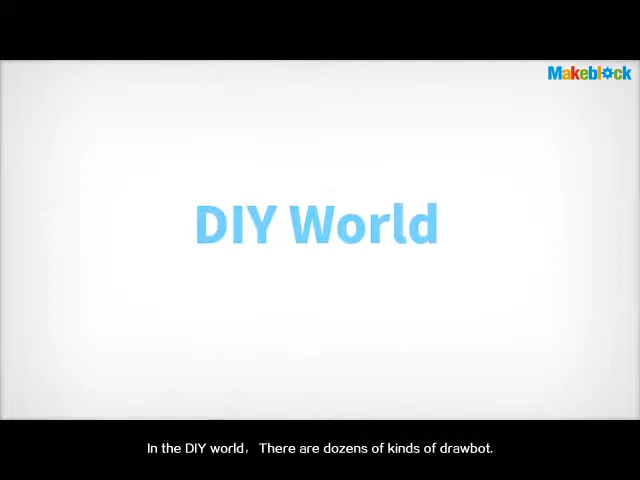 Makeblock
DIY World
In the DIY world，There are dozens of kinds of drawbot.